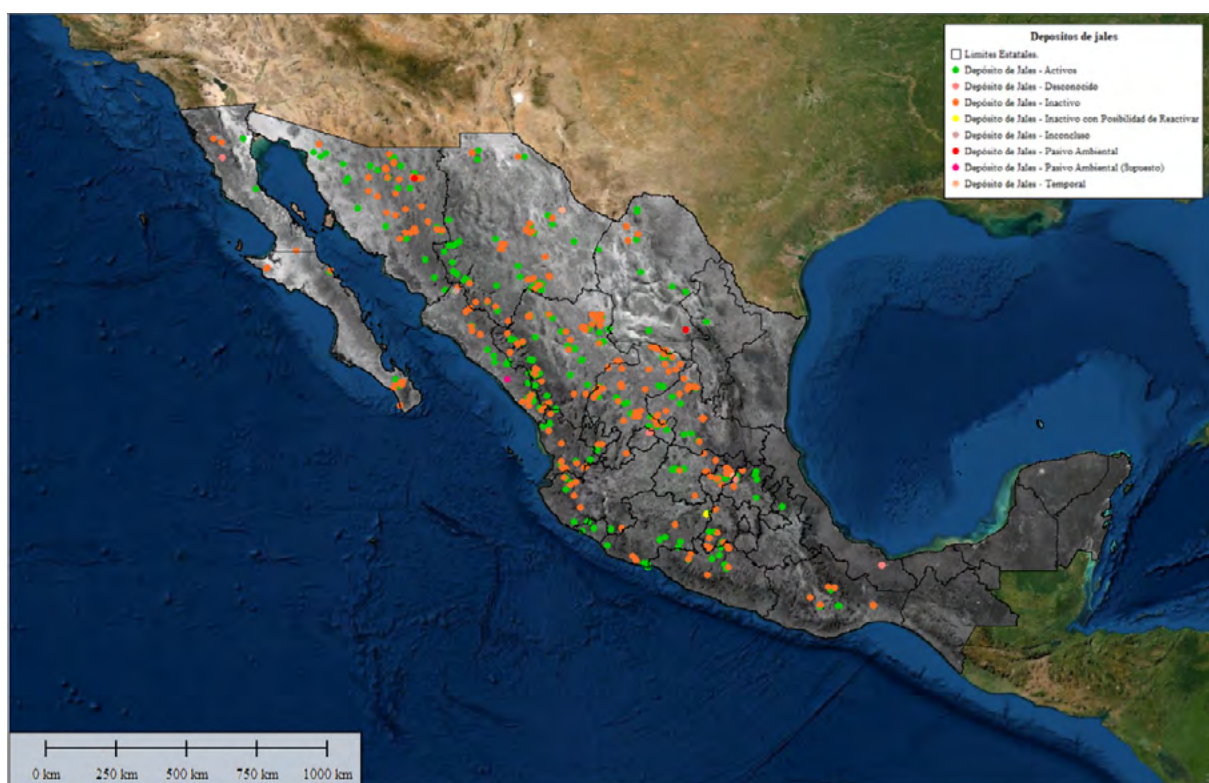 Depositos de jales
Limites Estatales.
Depósito de Jales - Activos
Depósito de Jales - Desconocido
Depósito de Jales - Inactivo
Depósito de Jales - Inactivo con Posibilidad de Reactivar
Depósito de Jales - Inconcluso
Depósito de Jales - Pasivo Ambiental
Depósito de Jales - Pasivo Ambiental (Supuesto)
Depósito de Jales - Temporal
0 km 250 km 500 km 750 km 1000 km